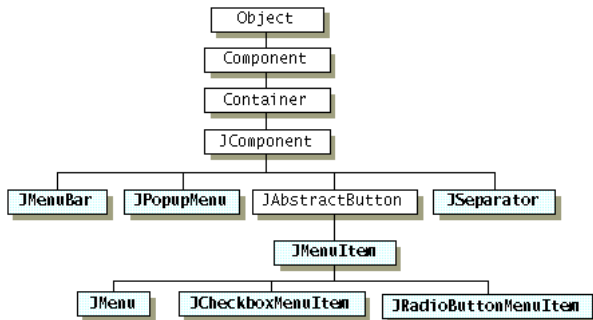 Object
Component
Container
JComponent
JMenuBar JPopupMenu JAbstractButton JSeparator
JMenuItem
JMenu JCheckboxMenuItem JRadioButtonMenuItem